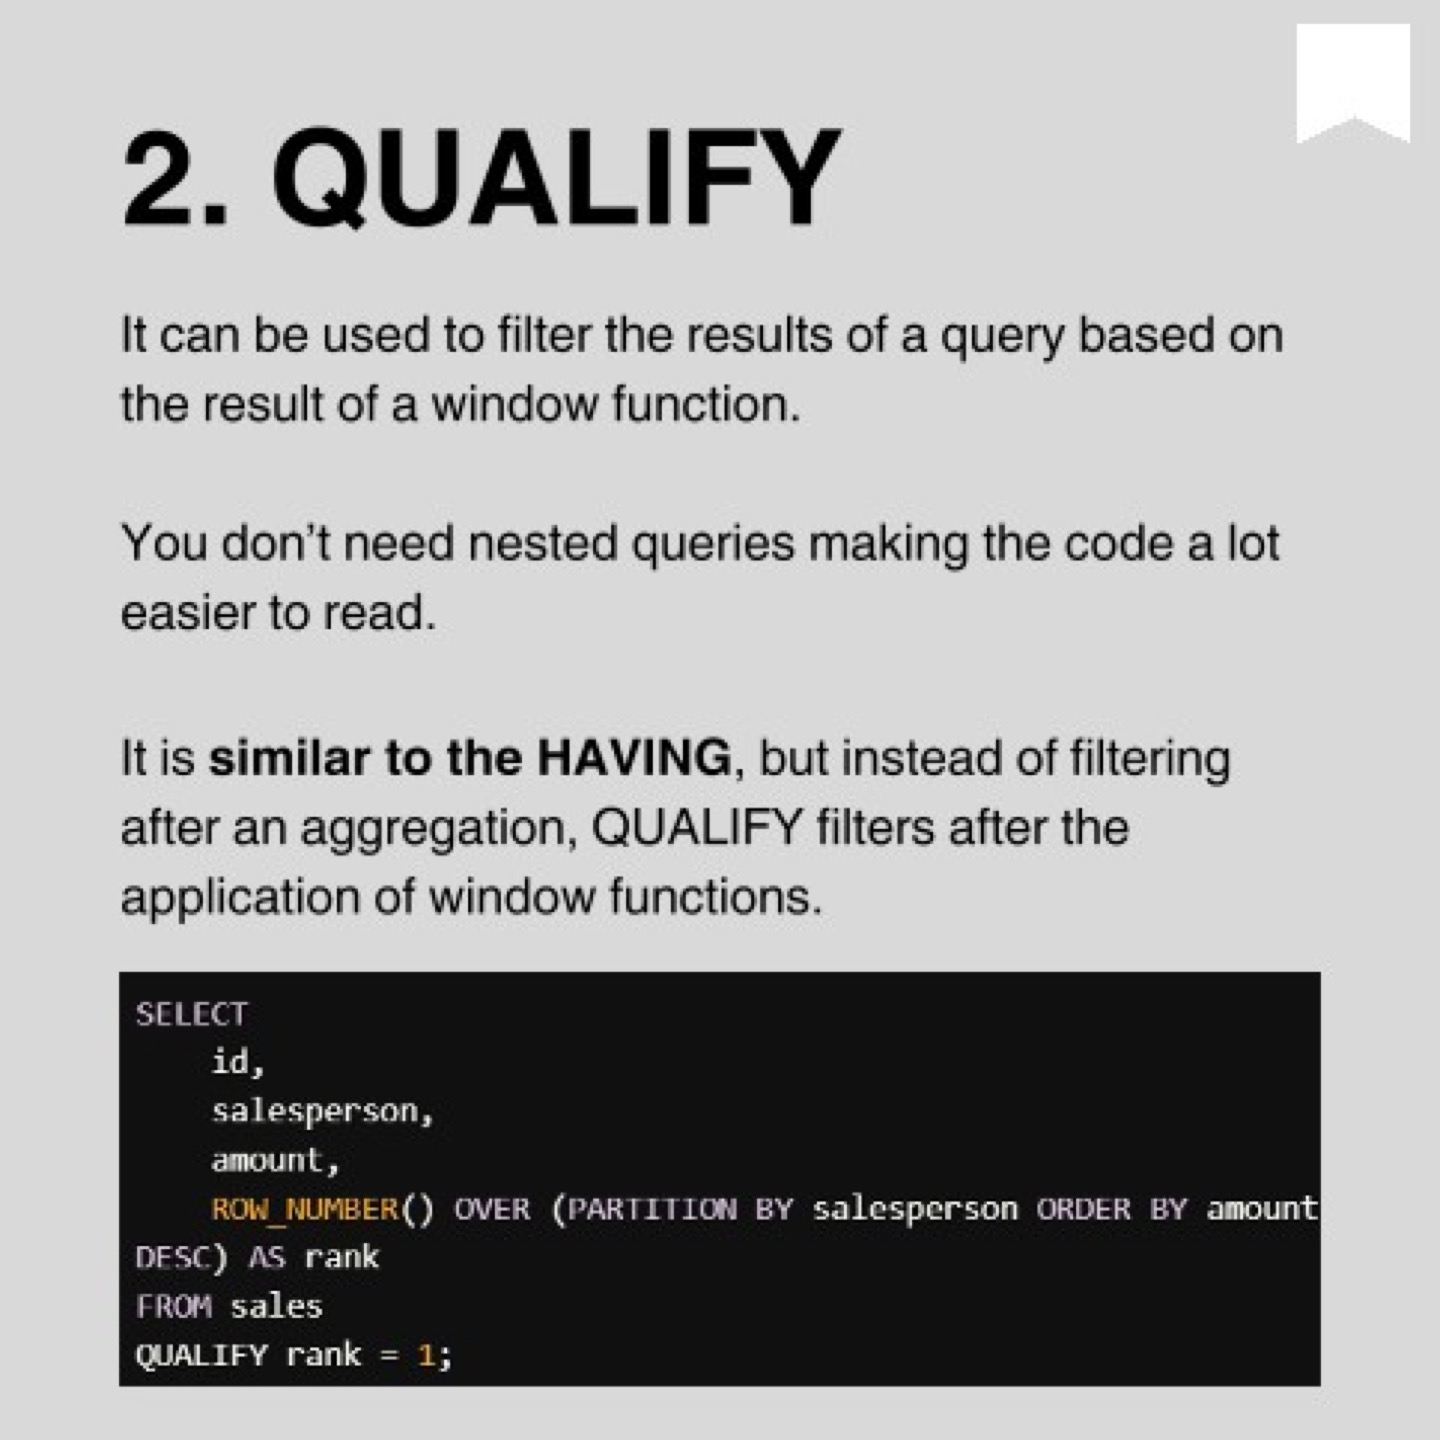 2. QUALIFY
It can be used to filter the results of a query based on
the result of a window function.
You don’t need nested queries making the code a lot
easier to read.
It is similar to the HAVING, but instead of filtering
after an aggregation, QUALIFY filters after the
application of window functions.
SELECT
    id,
    salesperson,
    amount,
    ROW_NUMBER() OVER (PARTITION BY salesperson ORDER BY amount
DESC) AS rank
FROM sales
QUALIFY rank = 1;